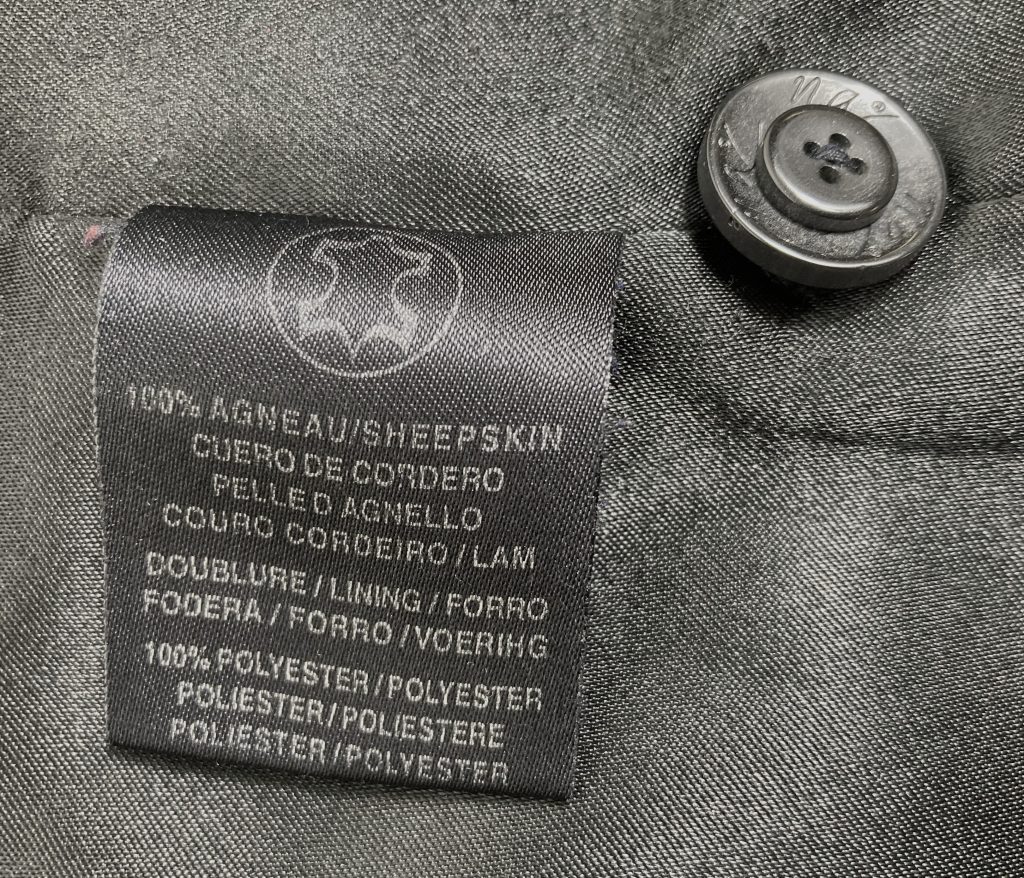 100% AGNEAU/SHEEPSKIN
CUERO DE CORDERO
PELLE D AGNELLO
COURO CORDEIRO / LAM
DOUBLURE / LINING / FORRO
FODERA / FORRO / VOERIHG
100% POLYESTER/POLYESTER
POLIESTER/POLIESTERE
POLIESTER/POLYESTER